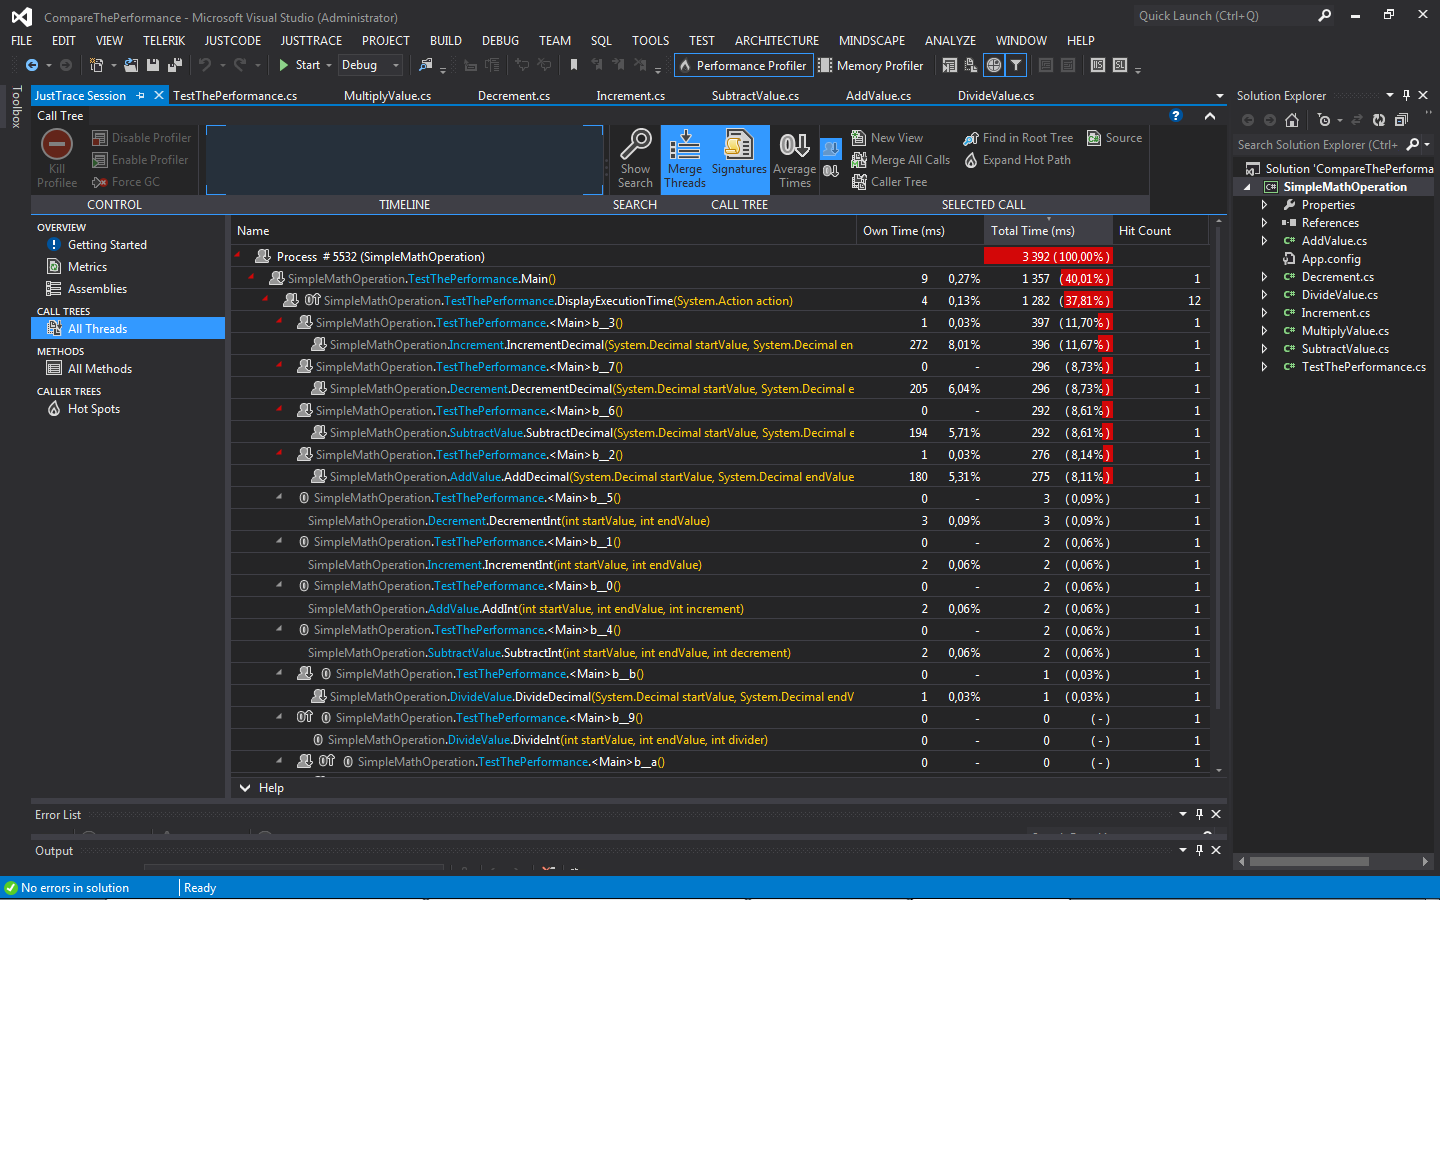 CompareThePerformance - Microsoft Visual Studio (Administrator)
Quick Launch (Ctrl+Q)
FILE EDIT VIEW TELERIK JUSTCODE JUSTTRACE PROJECT BUILD DEBUG TEAM SQL TOOLS TEST ARCHITECTURE MINDSCAPE ANALYZE WINDOW HELP
Start Debug Performance Profiler Memory Profiler
Toolbox
JustTrace Session TestThePerformance.cs MultiplyValue.cs Decrement.cs Increment.cs SubtractValue.cs AddValue.cs DivideValue.cs
Call Tree
Kill Profilee
Disable Profiler
Enable Profiler
Force GC
CONTROL
TIMELINE
Show Search
SEARCH
Merge Threads
Signatures
Average Times
CALL TREE
New View
Merge All Calls
Caller Tree
Find in Root Tree
Expand Hot Path
Source
SELECTED CALL
OVERVIEW
Getting Started
Metrics
Assemblies
CALL TREES
All Threads
METHODS
All Methods
CALLER TREES
Hot Spots
Name Own Time (ms) Total Time (ms) Hit Count
Process # 5532 (SimpleMathOperation) 3 392 (100,00%)
SimpleMathOperation.TestThePerformance.Main() 9 0,27% 1 357 (40,01%) 1
SimpleMathOperation.TestThePerformance.DisplayExecutionTime(System.Action action) 4 0,13% 1 282 (37,81%) 12
SimpleMathOperation.TestThePerformance.<Main>b__3() 1 0,03% 397 (11,70%) 1
SimpleMathOperation.Increment.IncrementDecimal(System.Decimal startValue, System.Decimal en 272 8,01% 396 (11,67%) 1
SimpleMathOperation.TestThePerformance.<Main>b__7() 0 - 296 (8,73%) 1
SimpleMathOperation.Decrement.DecrementDecimal(System.Decimal startValue, System.Decimal e 205 6,04% 296 (8,73%) 1
SimpleMathOperation.TestThePerformance.<Main>b__6() 0 - 292 (8,61%) 1
SimpleMathOperation.SubtractValue.SubtractDecimal(System.Decimal startValue, System.Decimal e 194 5,71% 292 (8,61%) 1
SimpleMathOperation.TestThePerformance.<Main>b__2() 1 0,03% 276 (8,14%) 1
SimpleMathOperation.AddValue.AddDecimal(System.Decimal startValue, System.Decimal endValue 180 5,31% 275 (8,11%) 1
SimpleMathOperation.TestThePerformance.<Main>b__5() 0 - 3 (0,09%) 1
SimpleMathOperation.Decrement.DecrementInt(int startValue, int endValue) 3 0,09% 3 (0,09%) 1
SimpleMathOperation.TestThePerformance.<Main>b__1() 0 - 2 (0,06%) 1
SimpleMathOperation.Increment.IncrementInt(int startValue, int endValue) 2 0,06% 2 (0,06%) 1
SimpleMathOperation.TestThePerformance.<Main>b__0() 0 - 2 (0,06%) 1
SimpleMathOperation.AddValue.AddInt(int startValue, int endValue, int increment) 2 0,06% 2 (0,06%) 1
SimpleMathOperation.TestThePerformance.<Main>b__4() 0 - 2 (0,06%) 1
SimpleMathOperation.SubtractValue.SubtractInt(int startValue, int endValue, int decrement) 2 0,06% 2 (0,06%) 1
SimpleMathOperation.TestThePerformance.<Main>b__b() 0 - 1 (0,03%) 1
SimpleMathOperation.DivideValue.DivideDecimal(System.Decimal startValue, System.Decimal endV 1 0,03% 1 (0,03%) 1
SimpleMathOperation.TestThePerformance.<Main>b__9() 0 - 0 (-) 1
SimpleMathOperation.DivideValue.DivideInt(int startValue, int endValue, int divider) 0 - 0 (-) 1
SimpleMathOperation.TestThePerformance.<Main>b__a() 0 - 0 (-) 1
Help
Error List
Output
Solution Explorer
Search Solution Explorer (Ctrl+
Solution 'ComparePerforma
SimpleMathOperation
Properties
References
AddValue.cs
App.config
Decrement.cs
DivideValue.cs
Increment.cs
MultiplyValue.cs
SubtractValue.cs
TestThePerformance.cs
No errors in solution Ready